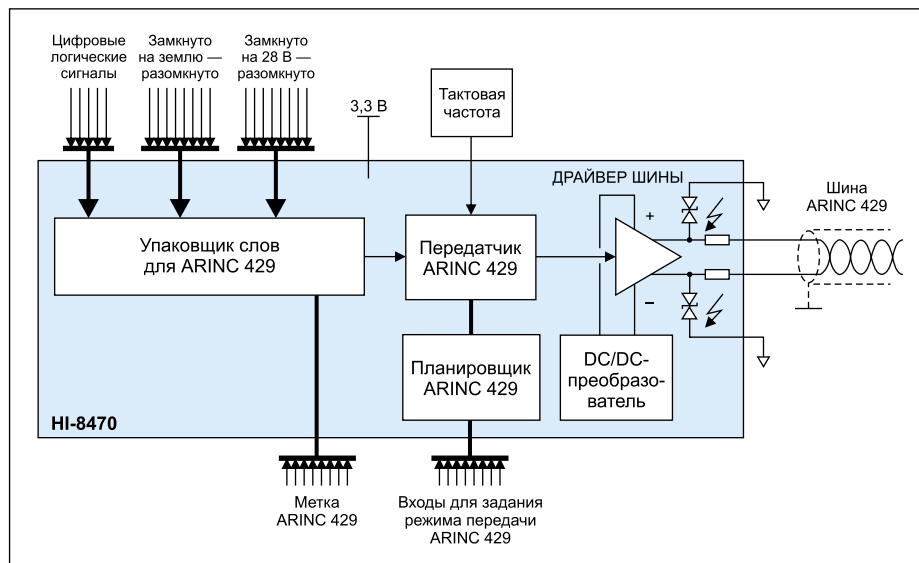 Цифровые
логические
сигналы
Замкнуто
на землю —
разомкнуто
Замкнуто
на 28 В —
разомкнуто
3,3 В
Тактовая
частота
ДРАЙВЕР ШИНЫ
Шина
ARINC 429
Упаковщик слов
для ARINC 429
Передатчик
ARINC 429
+
–
Планировщик
ARINC 429
DC/DC-
преобразо-
ватель
HI-8470
Метка
ARINC 429
Входы для задания
режима передачи
ARINC 429